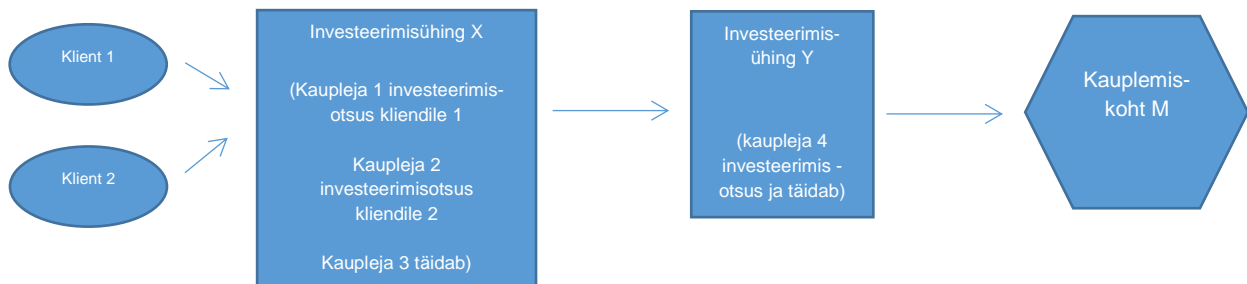 Klient 1
Klient 2
Investeerimisühing X
(Kaupleja 1 investeerimis-
otsus kliendile 1
Kaupleja 2
investeerimisotsus
kliendile 2
Kaupleja 3 täidab)
Investeerimis-
ühing Y
(kaupleja 4
investeerimis -
otsus ja täidab)
Kauplemis-
koht M